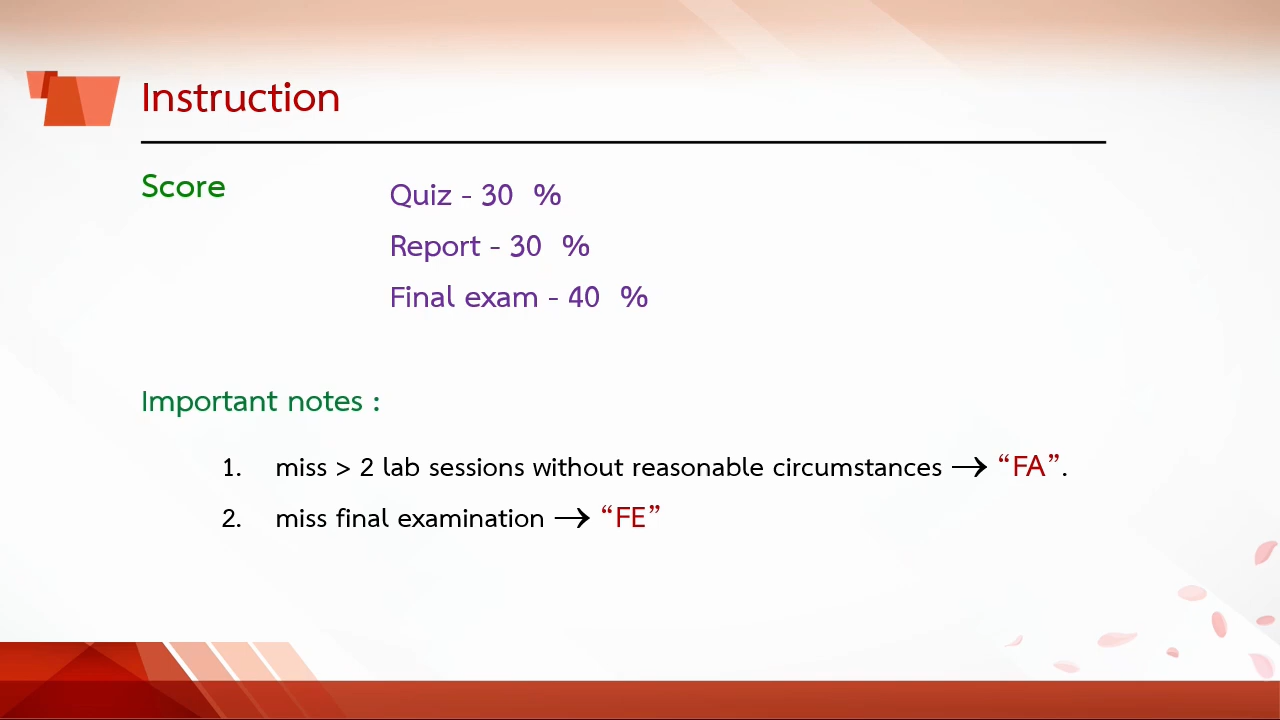 Instruction
Score
Quiz - 30 %
Report - 30 %
Final exam - 40 %
Important notes :
1. miss > 2 lab sessions without reasonable circumstances → “FA”.
2. miss final examination → “FE”